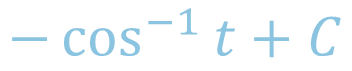 − cos⁻¹ t + C